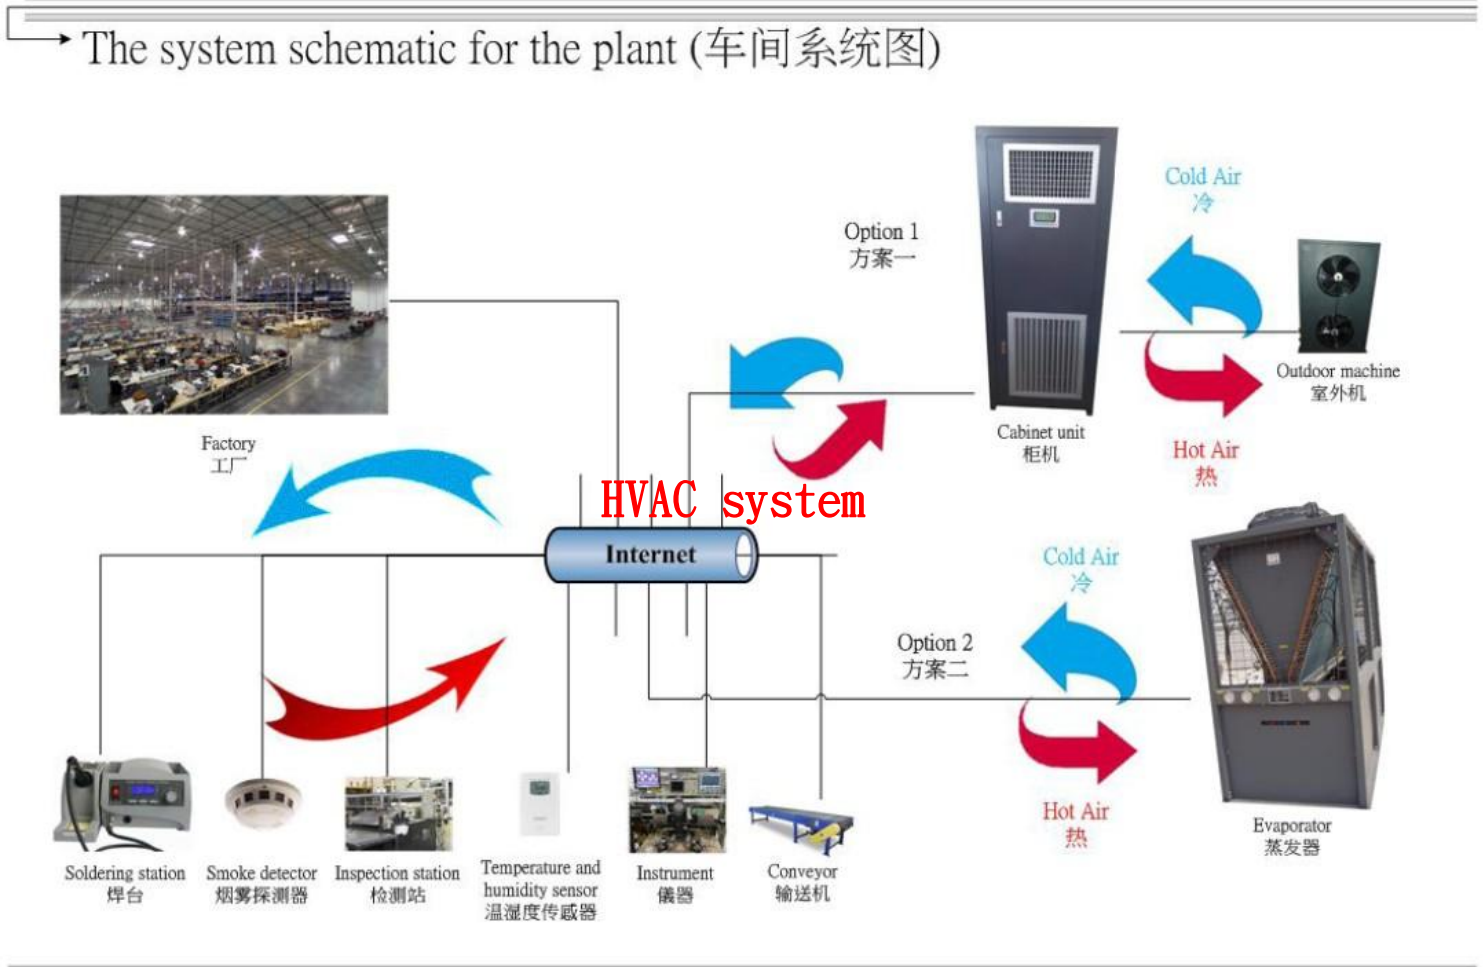 The system schematic for the plant (车间系统图)
Cold Air
冷
Option 1
方案一
Outdoor machine
室外机
Cabinet unit
柜机
Hot Air
热
Factory
工厂
HVAC system
Internet
Cold Air
冷
Option 2
方案二
Hot Air
热
Evaporator
蒸发器
Soldering station
焊台
Smoke detector
烟雾探测器
Inspection station
检测站
Temperature and
humidity sensor
温湿度传感器
Instrument
儀器
Conveyor
输送机